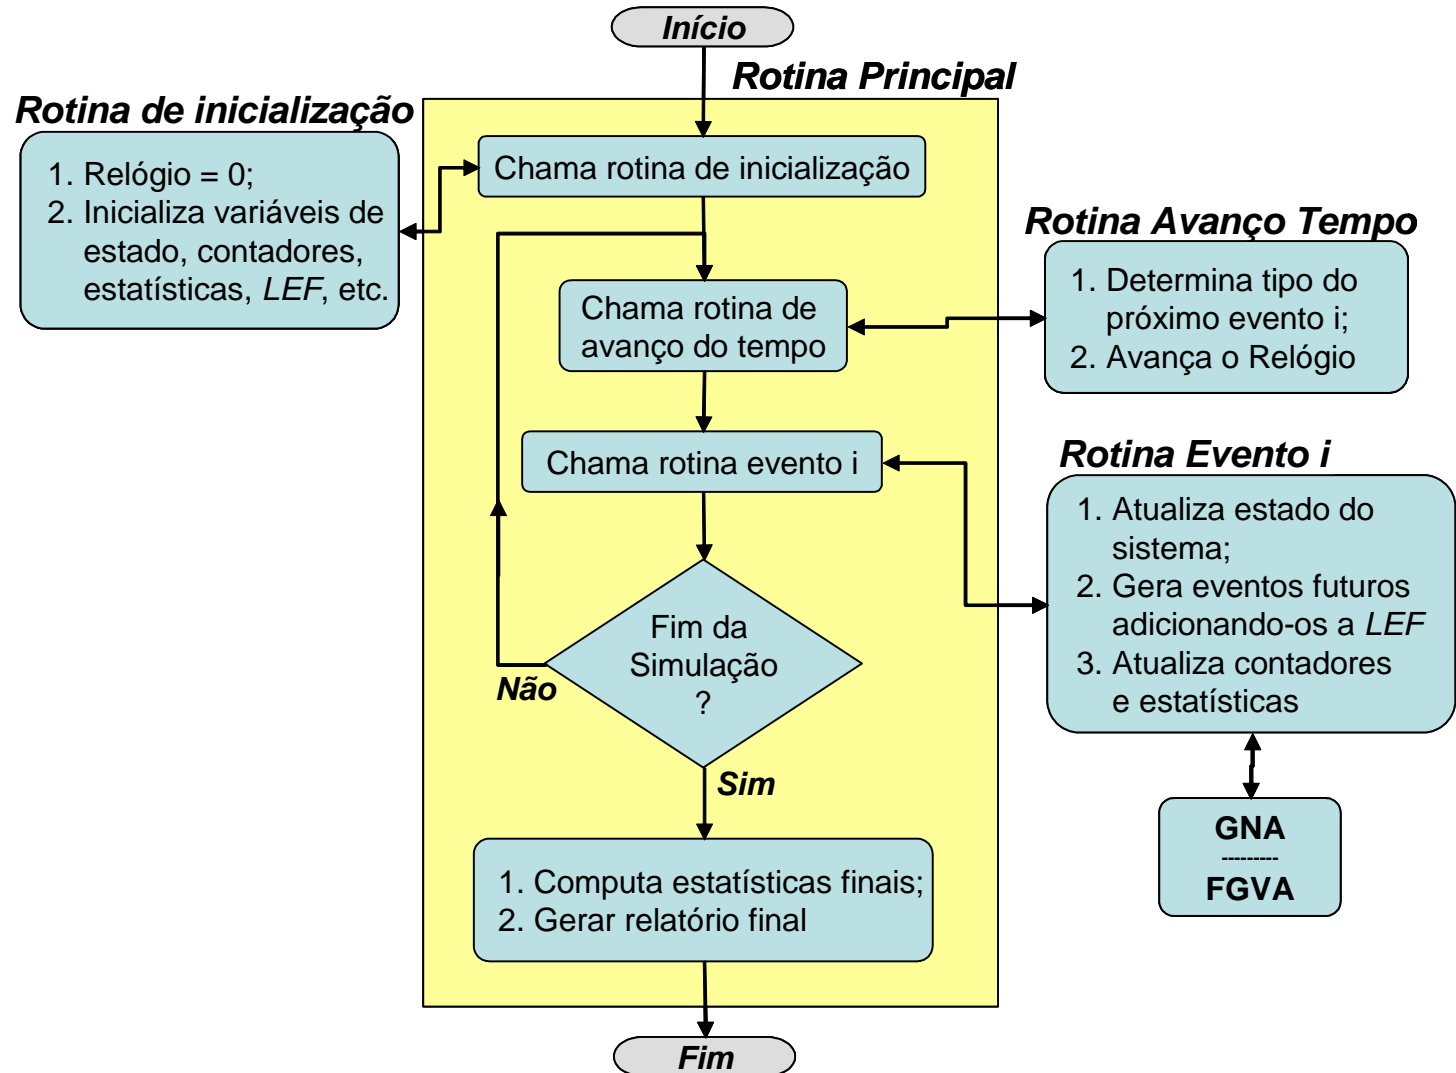 Início
Rotina Principal
Rotina de inicialização
1. Relógio = 0;
2. Inicializa variáveis de
estado, contadores,
estatísticas, LEF, etc.
Chama rotina de inicialização
Rotina Avanço Tempo
1. Determina tipo do
próximo evento i;
2. Avança o Relógio
Chama rotina de
avanço do tempo
Chama rotina evento i
Rotina Evento i
1. Atualiza estado do
sistema;
2. Gera eventos futuros
adicionando-os a LEF
3. Atualiza contadores
e estatísticas
Fim da
Simulação
?
Não
Sim
GNA
---------
FGVA
1. Computa estatísticas finais;
2. Gerar relatório final
Fim